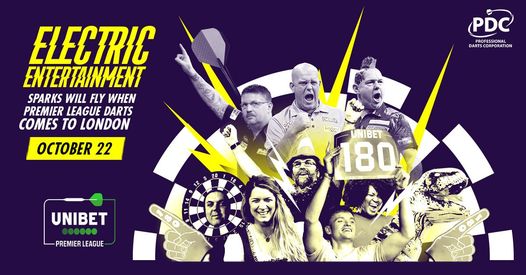 ELECTRIC
ENTERTAINMENT
SPARKS WILL FLY WHEN
PREMIER LEAGUE DARTS
COMES TO LONDON
OCTOBER 22
UNIBET
PREMIER LEAGUE
PDC
PROFESSIONAL
DARTS CORPORATION
UNIBET
180